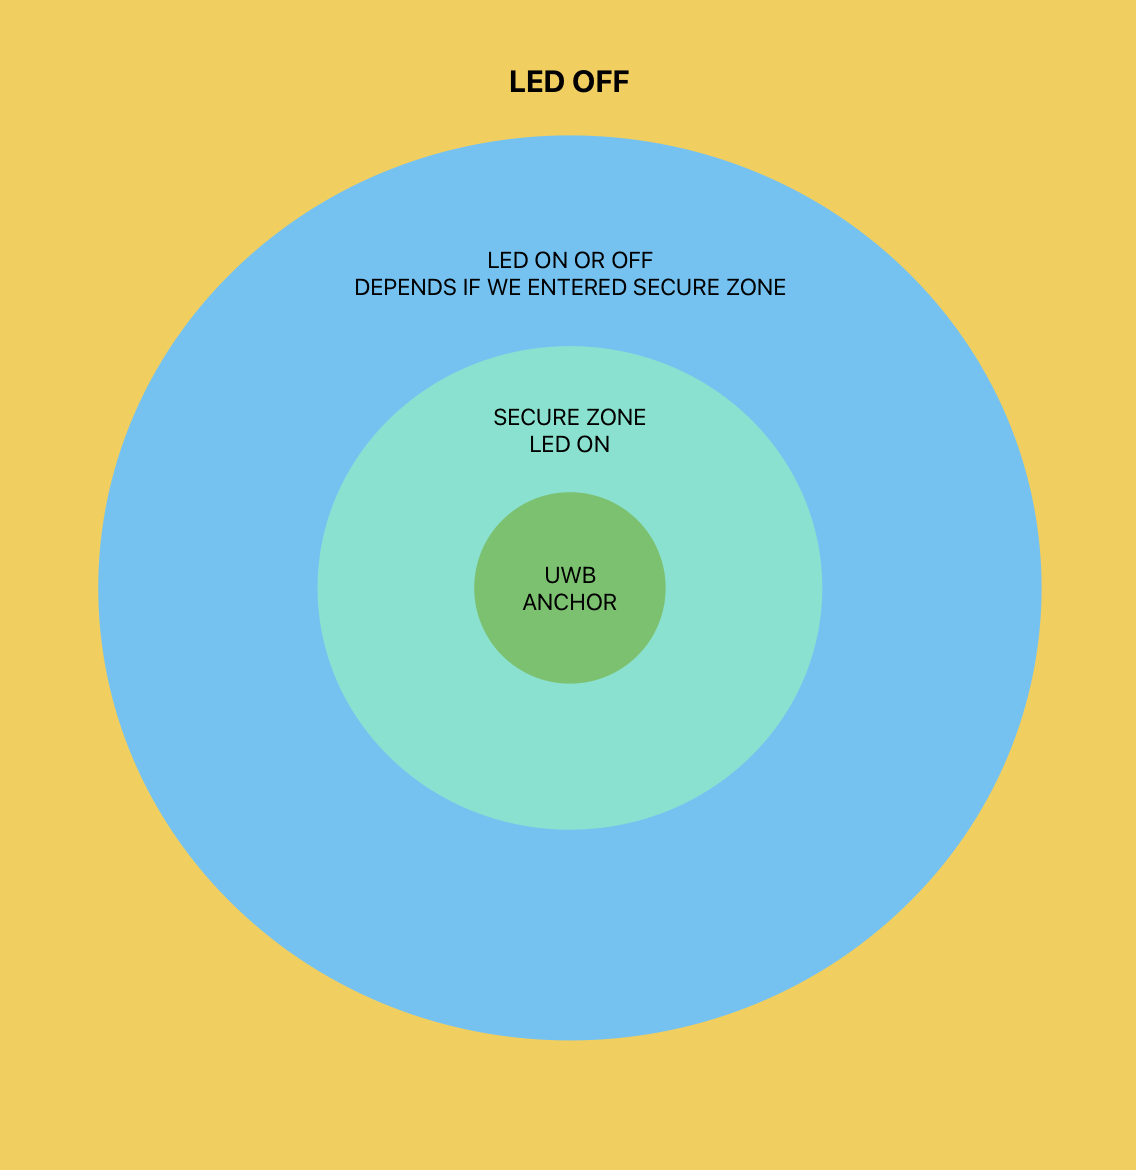 LED OFF
LED ON OR OFF
DEPENDS IF WE ENTERED SECURE ZONE
SECURE ZONE
LED ON
UWB
ANCHOR